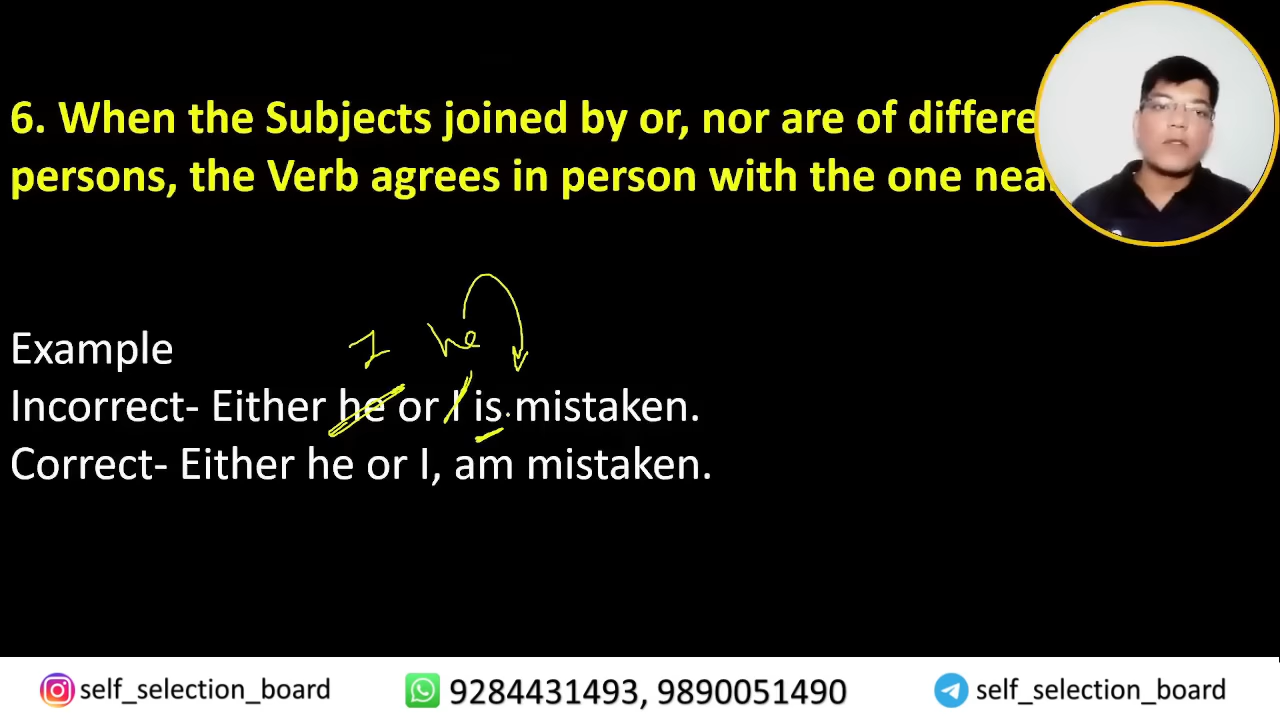 6. When the Subjects joined by or, nor are of differe
persons, the Verb agrees in person with the one nea
I he
Example
Incorrect- Either he or I is mistaken.
Correct- Either he or I, am mistaken.
self_selection_board 9284431493, 9890051490 self_selection_board